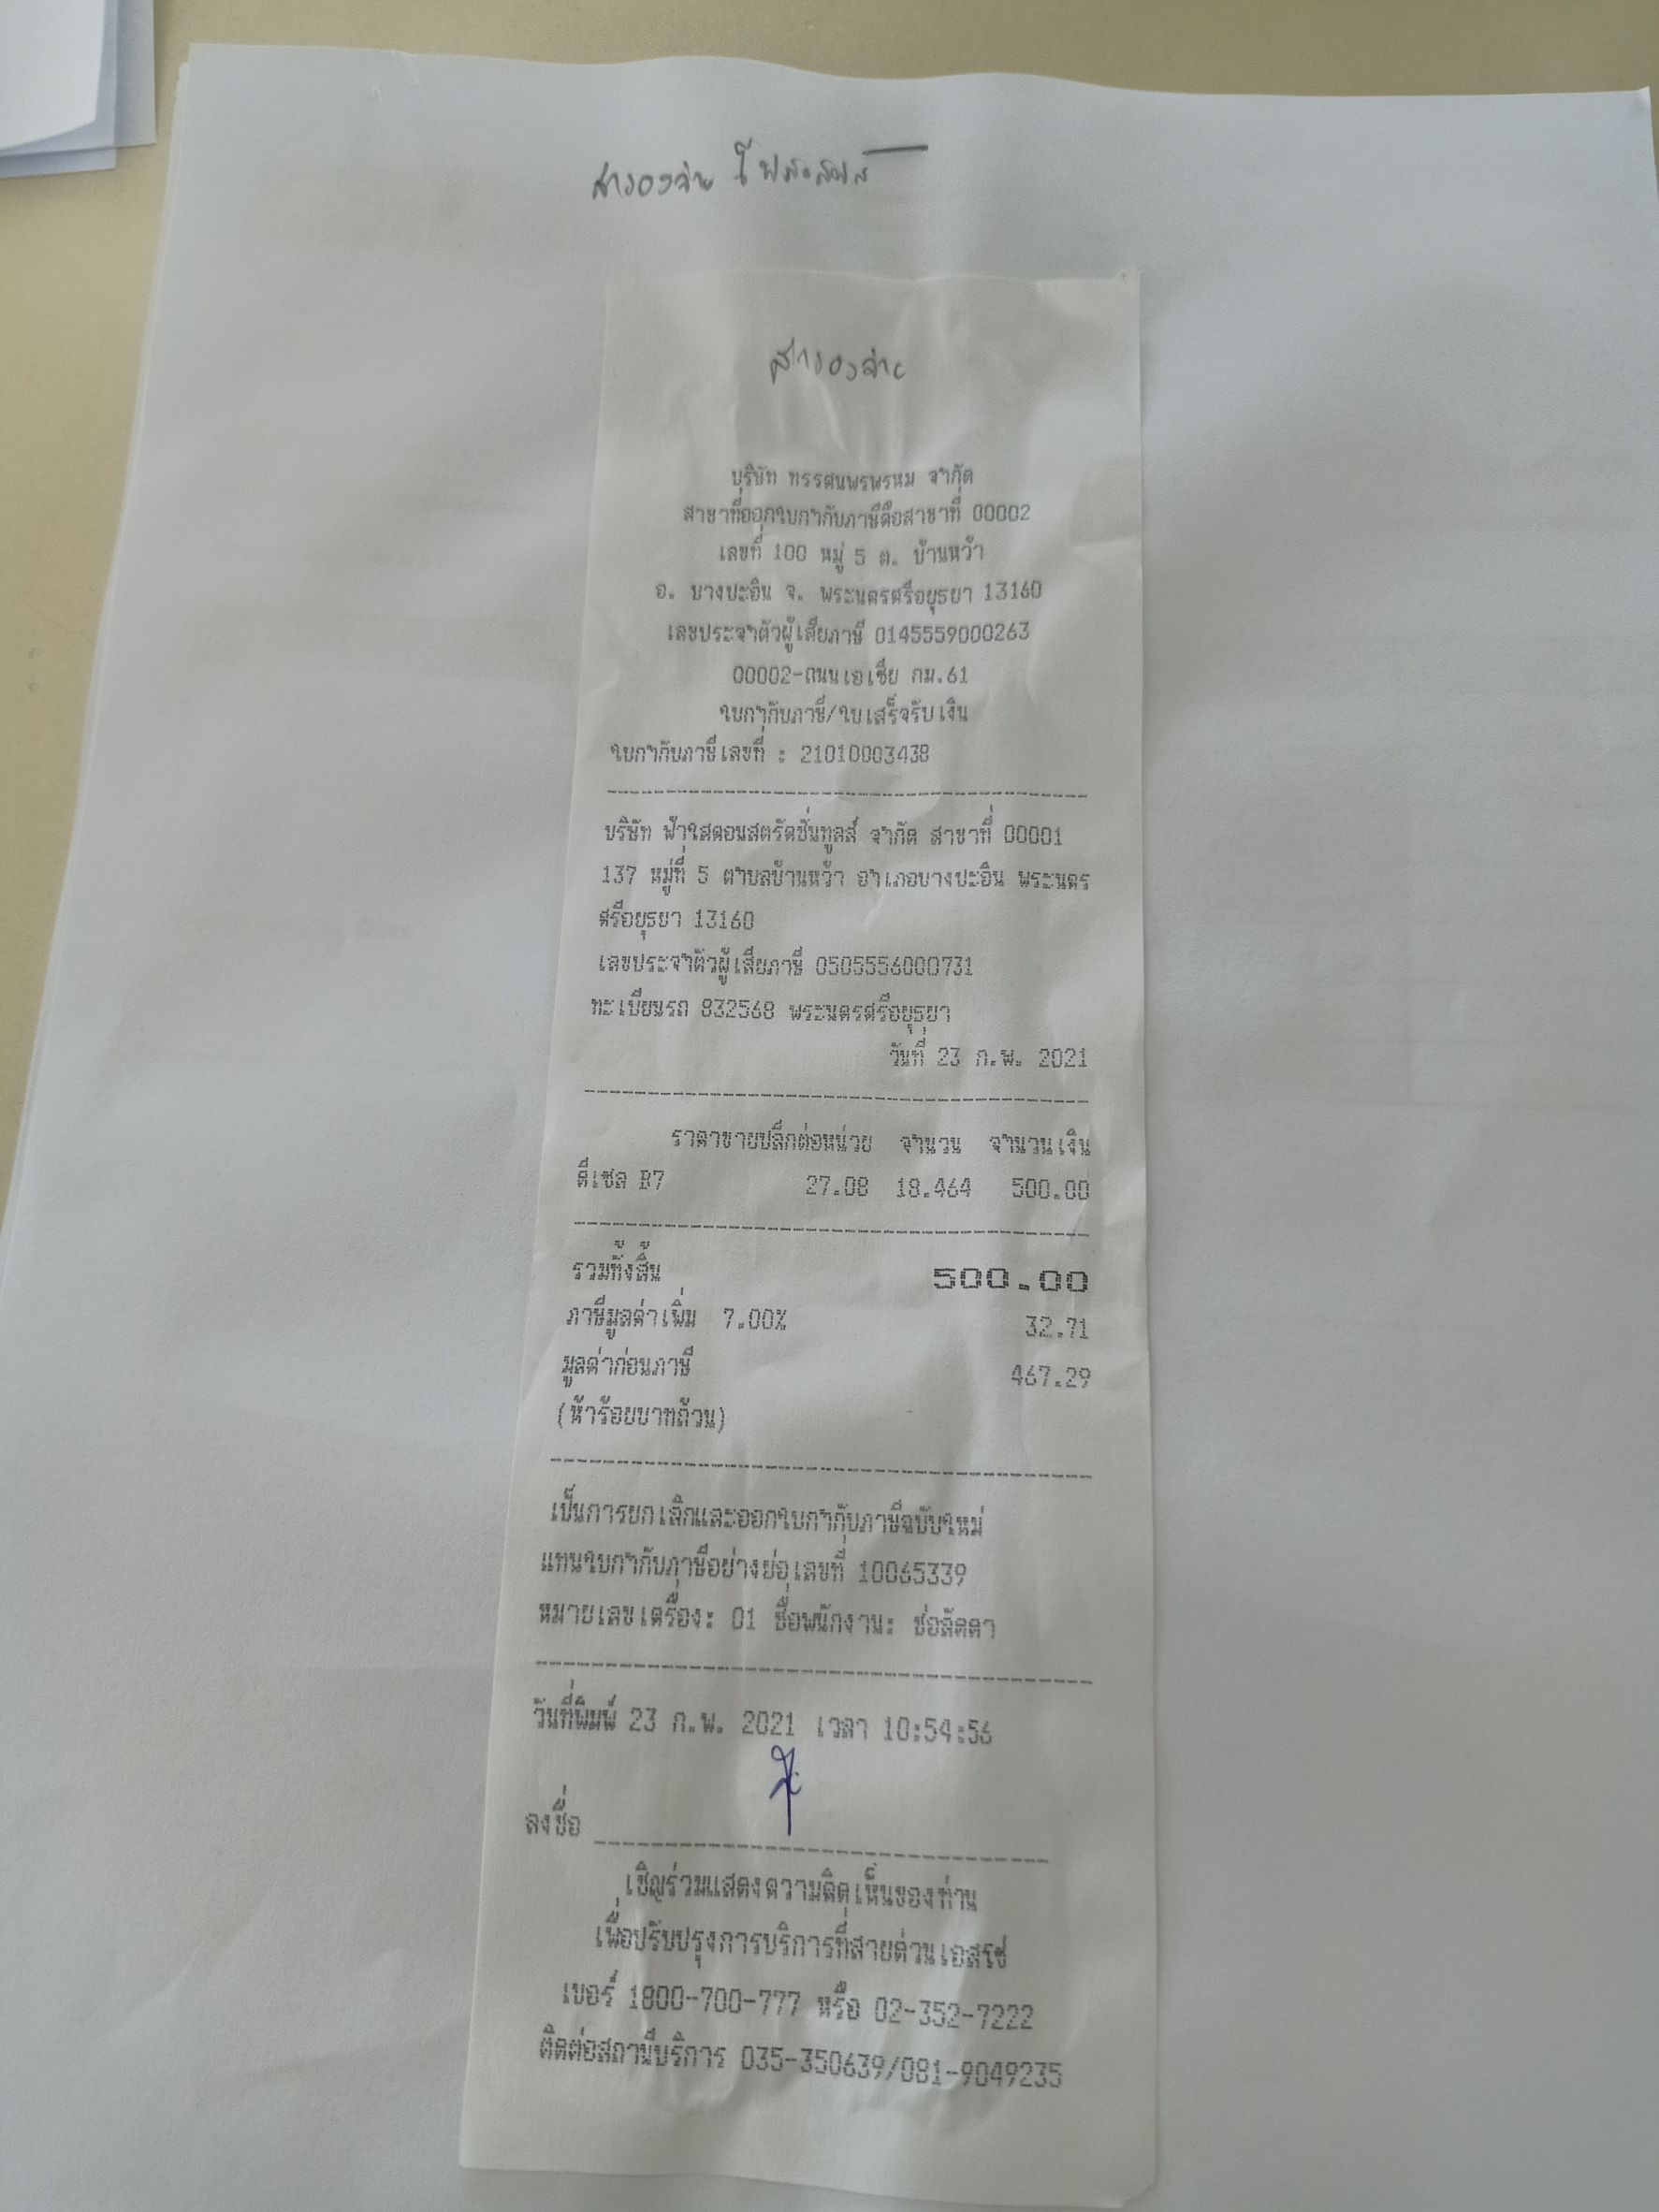 สำรองจ่าย
สำรองจ่าย
บริษัท ทรรศนพรพรหม จำกัด
สาขาที่ออกใบกำกับภาษีคือสาขาที่ 00002
เลขที่ 100 หมู่ 5 ต. บ้านหว้า
อ. บางปะอิน จ. พระนครศรีอยุธยา 13160
เลขประจำตัวผู้เสียภาษี 0145559000263
00002-ถนนเอเชีย กม.61
ใบกำกับภาษี/ใบเสร็จรับเงิน
ใบกำกับภาษีเลขที่ : 21010003438
บริษัท ฟ้าใสคอนสตรัคชั่นทูลส์ จำกัด สาขาที่ 00001
137 หมู่ที่ 5 ตำบลบ้านหว้า อำเภอบางปะอิน พระนคร
ศรีอยุธยา 13160
เลขประจำตัวผู้เสียภาษี 0505556000731
ทะเบียนรถ 832568 พระนครศรีอยุธยา
วันที่ 23 ก.พ. 2021
ราคาขายปลีกต่อหน่วย จำนวน จำนวนเงิน
ดีเซล B7 27.08 18.464 500.00
รวมทั้งสิ้น 500.00
ภาษีมูลค่าเพิ่ม 7.00% 32.71
มูลค่าก่อนภาษี 467.29
(ห้าร้อยบาทถ้วน)
เป็นการยกเลิกและออกใบกำกับภาษีฉบับใหม่
แทนใบกำกับภาษีอย่างย่อเลขที่ 10065339
หมายเลขเครื่อง: 01 ชื่อพนักงาน: ช่อลัดดา
วันที่พิมพ์ 23 ก.พ. 2021 เวลา 10:54:56
ลงชื่อ
เชิญร่วมแสดงความคิดเห็นของท่าน
เพื่อปรับปรุงการบริการที่สายด่วนเอสโซ่
เบอร์ 1800-700-777 หรือ 02-352-7222
ติดต่อสถานีบริการ 035-350639/081-9049235